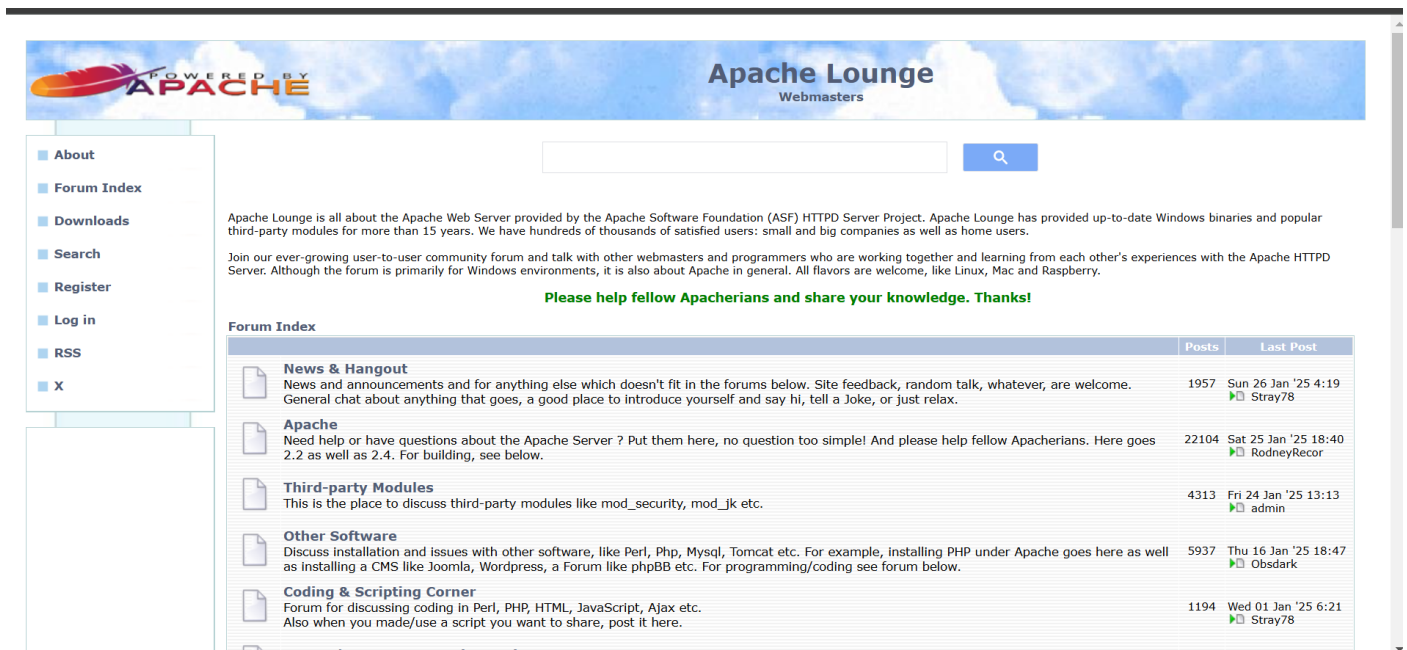 POWERED BY
APACHE
Apache Lounge
Webmasters
About
Forum Index
Downloads
Search
Register
Log in
RSS
X
Apache Lounge is all about the Apache Web Server provided by the Apache Software Foundation (ASF) HTTPD Server Project. Apache Lounge has provided up-to-date Windows binaries and popular
third-party modules for more than 15 years. We have hundreds of thousands of satisfied users: small and big companies as well as home users.
Join our ever-growing user-to-user community forum and talk with other webmasters and programmers who are working together and learning from each other's experiences with the Apache HTTPD
Server. Although the forum is primarily for Windows environments, it is also about Apache in general. All flavors are welcome, like Linux, Mac and Raspberry.
Please help fellow Apacherians and share your knowledge. Thanks!
Forum Index
Posts Last Post
News & Hangout
News and announcements and for anything else which doesn't fit in the forums below. Site feedback, random talk, whatever, are welcome.
General chat about anything that goes, a good place to introduce yourself and say hi, tell a Joke, or just relax.
1957 Sun 26 Jan '25 4:19
Stray78
Apache
Need help or have questions about the Apache Server ? Put them here, no question too simple! And please help fellow Apacherians. Here goes
2.2 as well as 2.4. For building, see below.
22104 Sat 25 Jan '25 18:40
RodneyRecor
Third-party Modules
This is the place to discuss third-party modules like mod_security, mod_jk etc.
4313 Fri 24 Jan '25 13:13
admin
Other Software
Discuss installation and issues with other software, like Perl, Php, Mysql, Tomcat etc. For example, installing PHP under Apache goes here as well
as installing a CMS like Joomla, Wordpress, a Forum like phpBB etc. For programming/coding see forum below.
5937 Thu 16 Jan '25 18:47
Obsdark
Coding & Scripting Corner
Forum for discussing coding in Perl, PHP, HTML, JavaScript, Ajax etc.
Also when you made/use a script you want to share, post it here.
1194 Wed 01 Jan '25 6:21
Stray78